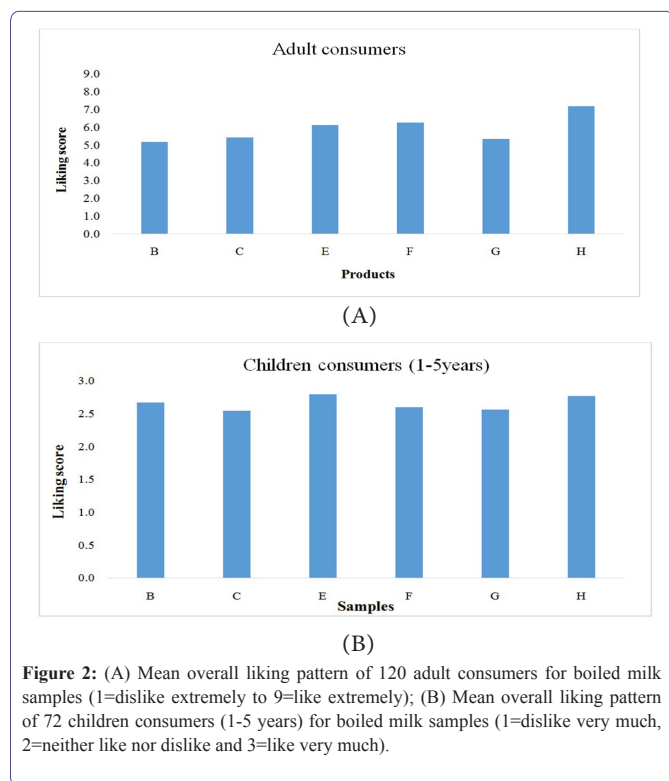 Adult consumers
9.0
8.0
7.0
6.0
5.0
4.0
3.0
2.0
1.0
0.0
Liking score
B C E F G H
Products
(A)
Children consumers (1-5years)
3.0
2.5
2.0
1.5
1.0
0.5
0.0
Liking score
B C E F G H
Samples
(B)
Figure 2: (A) Mean overall liking pattern of 120 adult consumers for boiled milk
samples (1=dislike extremely to 9=like extremely); (B) Mean overall liking pattern
of 72 children consumers (1-5 years) for boiled milk samples (1=dislike very much,
2=neither like nor dislike and 3=like very much).